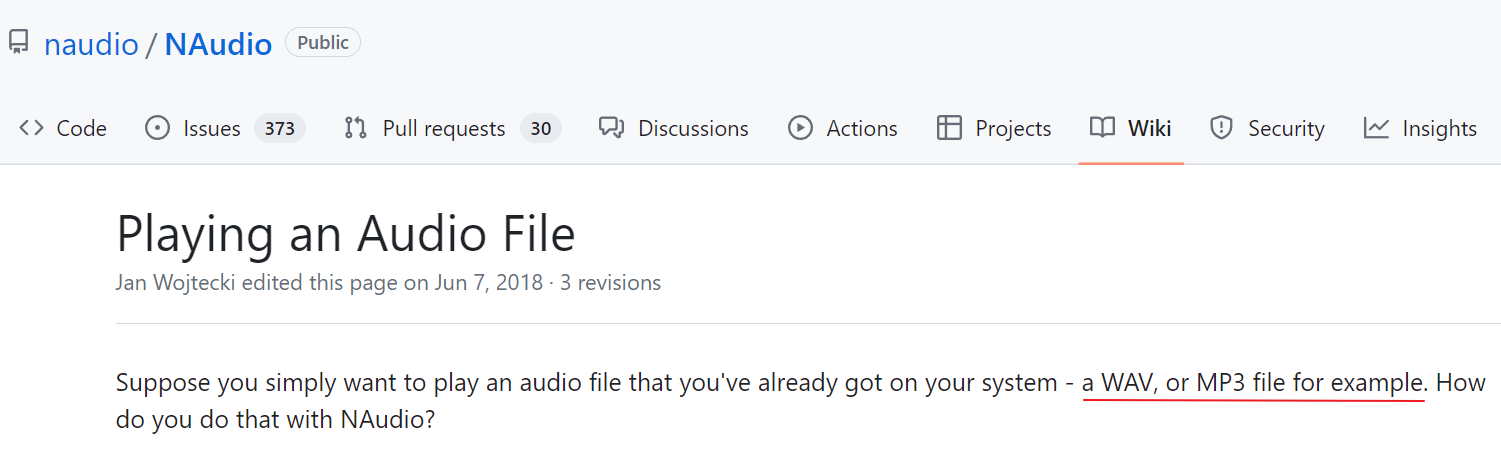 naudio / NAudio Public
Code Issues 373 Pull requests 30 Discussions Actions Projects Wiki Security Insights
Playing an Audio File
Jan Wojtecki edited this page on Jun 7, 2018 · 3 revisions
Suppose you simply want to play an audio file that you've already got on your system - a WAV, or MP3 file for example. How
do you do that with NAudio?